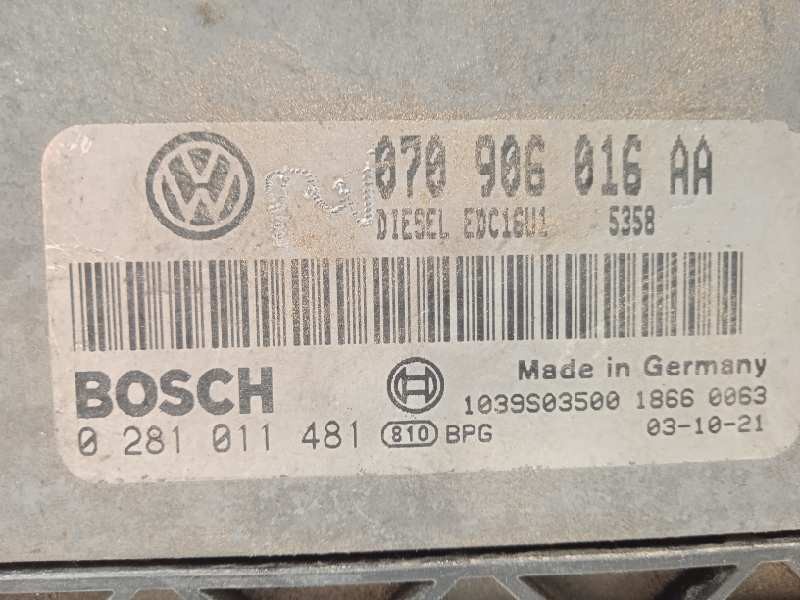 070 906 016 AA
DIESEL EDC16U1 5358
BOSCH
Made in Germany
1039S03500 1866 0063
0 281 011 481 810 BPG
03-10-21